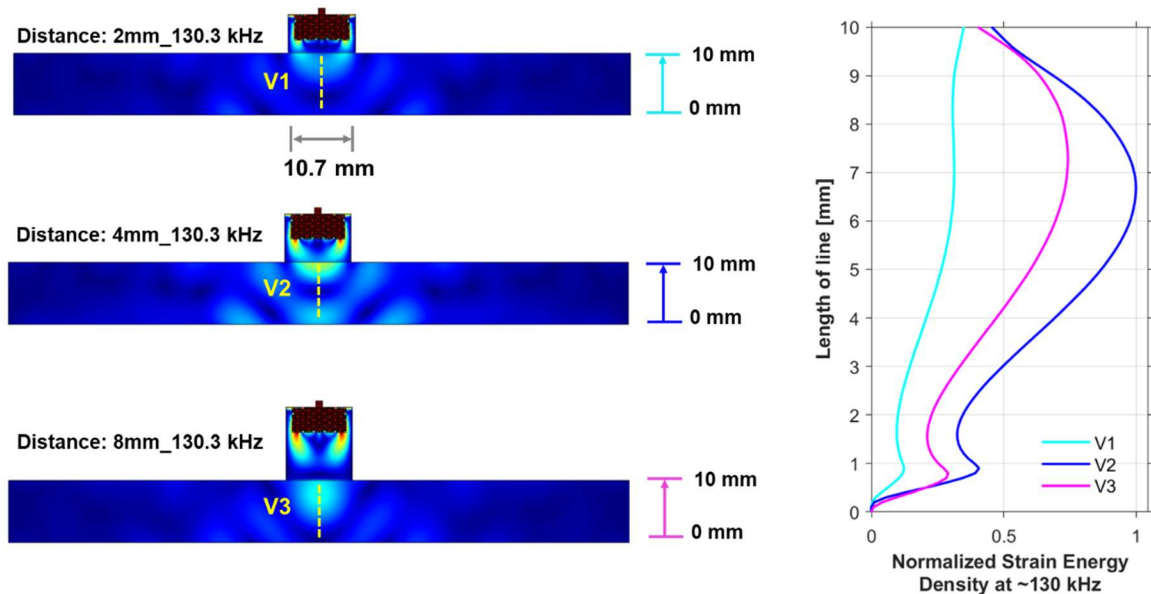 Distance: 2mm_130.3 kHz
V1
10 mm
0 mm
10.7 mm
Distance: 4mm_130.3 kHz
V2
10 mm
0 mm
Distance: 8mm_130.3 kHz
V3
10 mm
0 mm
Length of line [mm]
10
9
8
7
6
5
4
3
2
1
0
V1
V2
V3
0
0.5
1
Normalized Strain Energy
Density at ~130 kHz